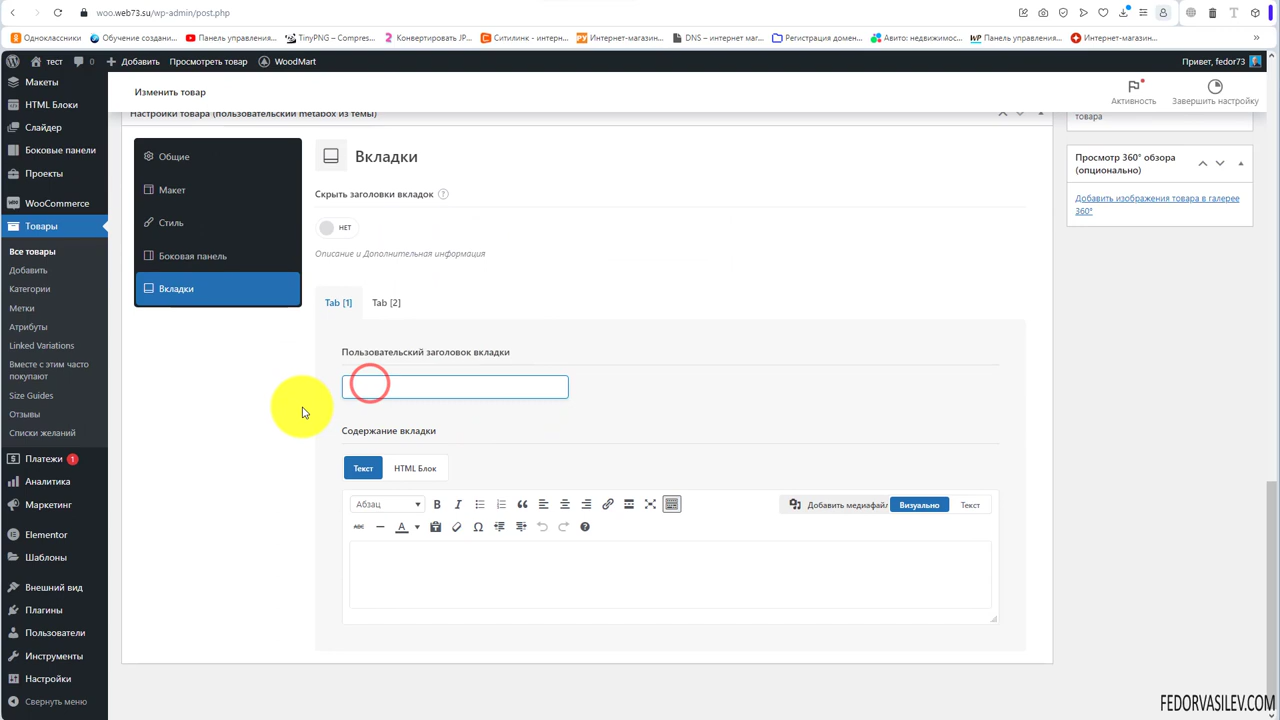 woo.web73.su/wp-admin/post.php
Одноклассники Обучение создани... Панель управления... TinyPNG – Compres... Конвертировать JP... Ситилинк - интерн... Интернет-магазин... DNS – интернет маг... Регистрация домен... Авито: недвижимос... Панель управления... Интернет-магазин...
тест 0 Добавить Просмотреть товар WoodMart Привет, fedor73
Макеты
HTML Блоки
Слайдер
Боковые панели
Проекты
WooCommerce
Товары
Все товары
Добавить
Категории
Метки
Атрибуты
Linked Variations
Вместе с этим часто
покупают
Size Guides
Отзывы
Списки желаний
Платежи 1
Аналитика
Маркетинг
Elementor
Шаблоны
Внешний вид
Плагины
Пользователи
Инструменты
Настройки
Свернуть меню
Изменить товар
Активность
Завершить настройку
Настройки товара (пользовательский metabox из темы)
Общие
Макет
Стиль
Боковая панель
Вкладки
Вкладки
Скрыть заголовки вкладок ?
НЕТ
Описание и Дополнительная информация
Tab [1] Tab [2]
Пользовательский заголовок вкладки
Содержание вкладки
Текст HTML Блок
Абзац
Добавить медиафайл Визуально Текст
товара
Просмотр 360° обзора
(опционально)
Добавить изображения товара в галерее
360°
FEDORVASILEV.COM